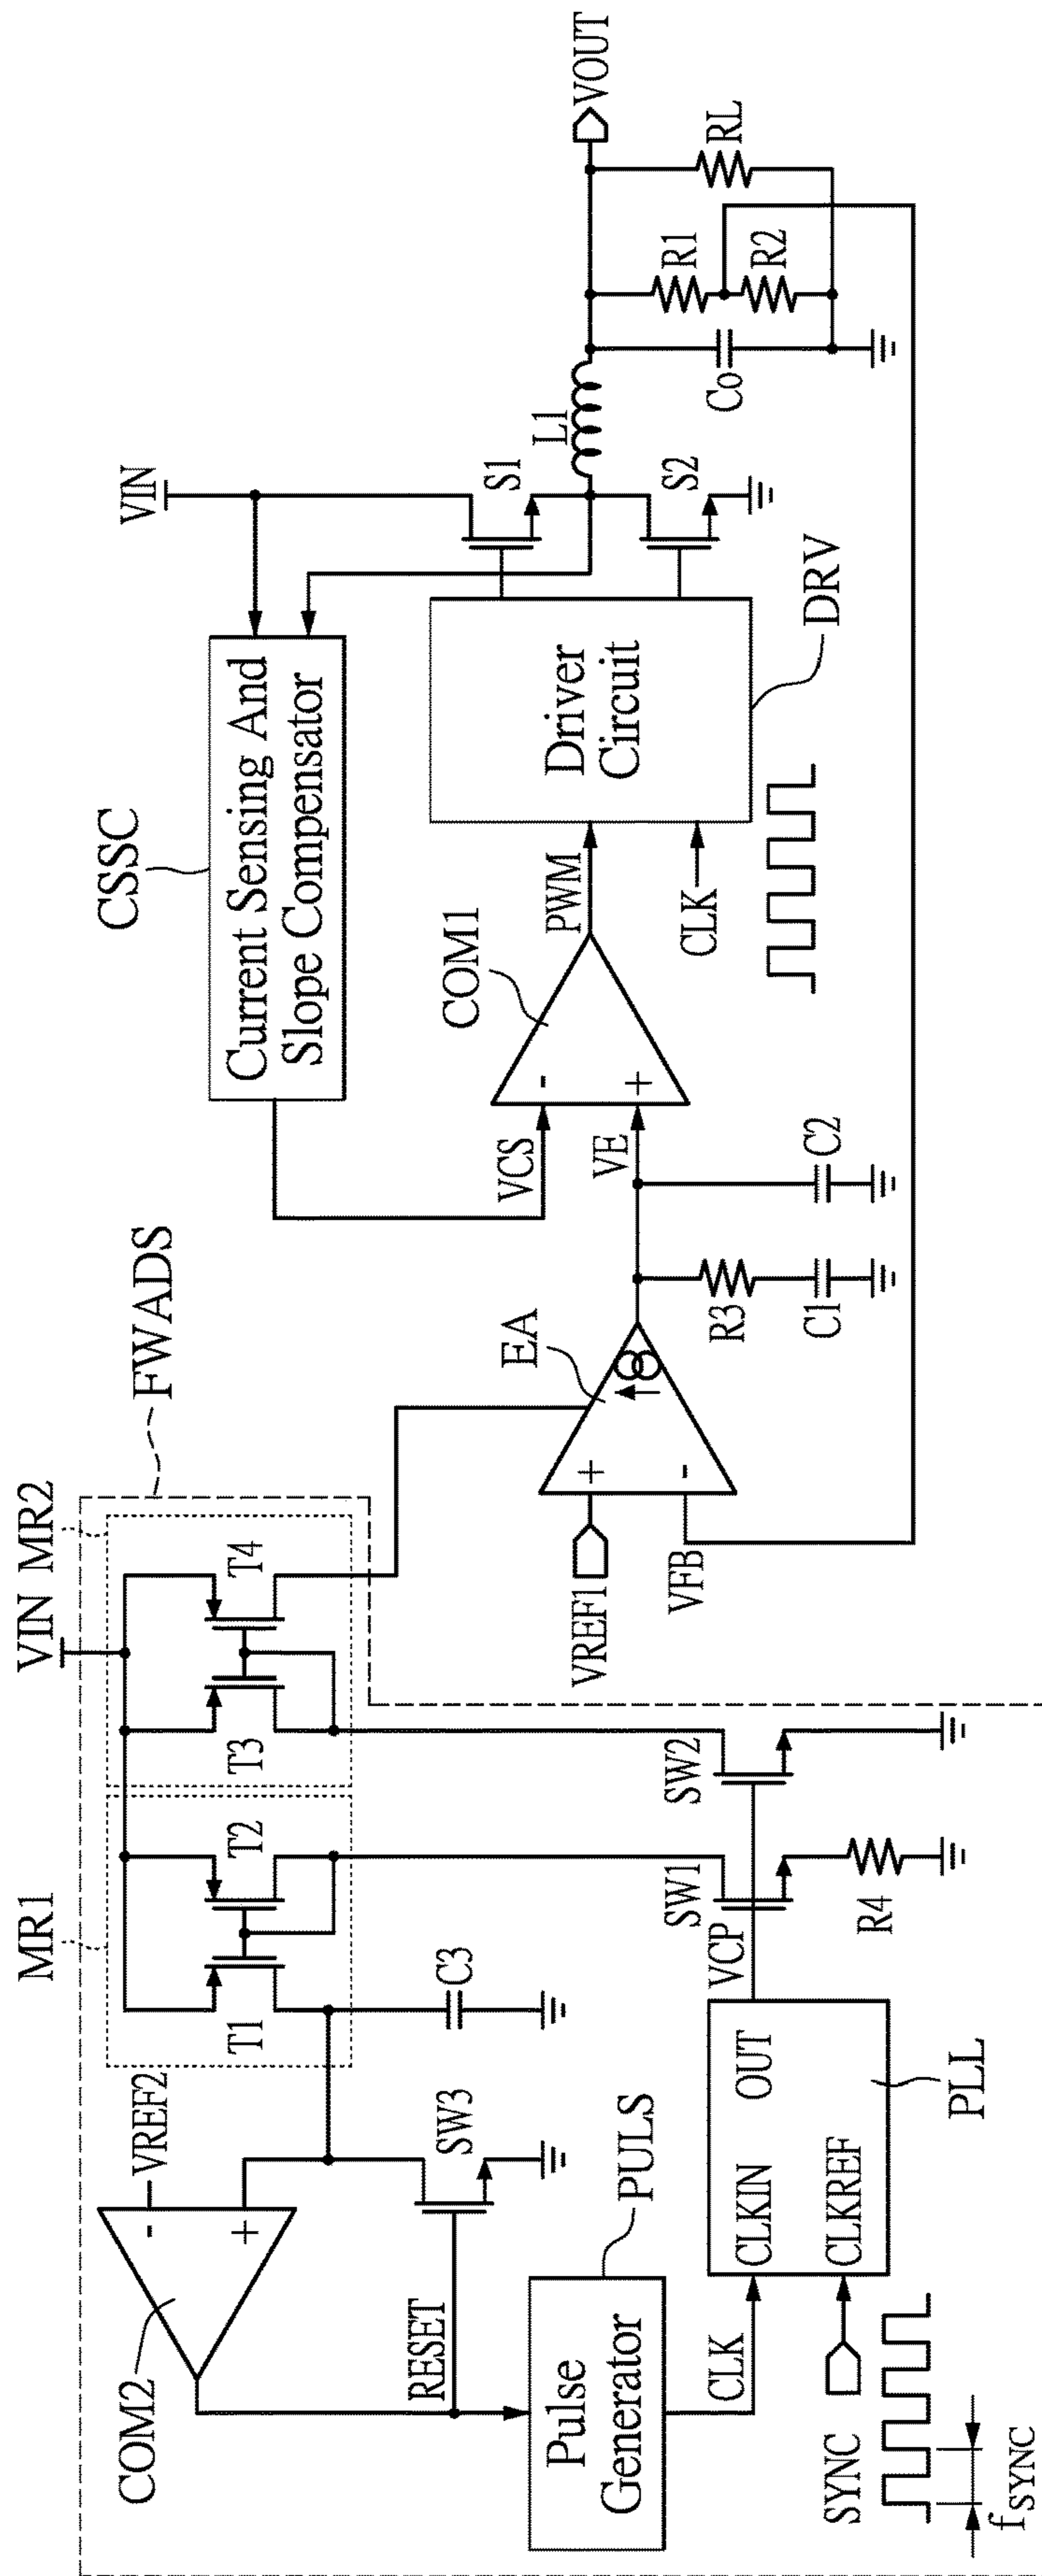 VIN
MR2
FWADS
MR1
T1
T2
T3
T4
COM2
-
+
VREF2
RESET
SW3
C3
Pulse
Generator
PULS
CLK
SYNC
fSYNC
CLKIN
CLKREF
OUT
PLL
VCP
SW1
SW2
R4
VREF1
VFB
+
-
EA
R3
C1
C2
VE
VCS
-
+
COM1
PWM
CLK
CSSC
Current Sensing And
Slope Compensator
Driver
Circuit
DRV
VIN
S1
S2
L1
Co
R1
R2
RL
VOUT